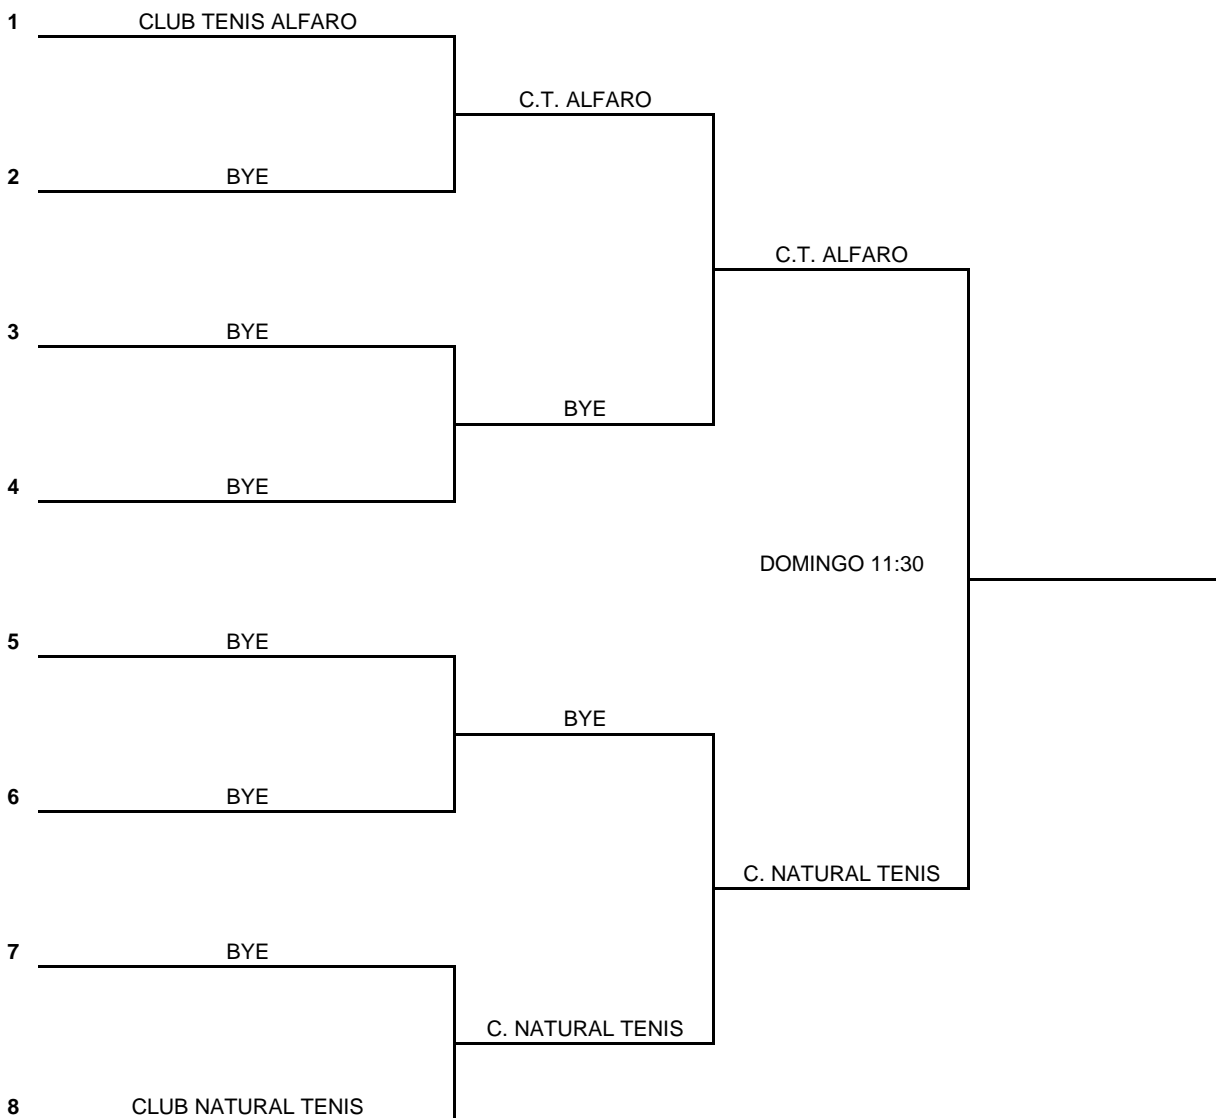 1 CLUB TENIS ALFARO
C.T. ALFARO
2 BYE
C.T. ALFARO
3 BYE
BYE
4 BYE
DOMINGO 11:30
5 BYE
BYE
6 BYE
C. NATURAL TENIS
7 BYE
C. NATURAL TENIS
8 CLUB NATURAL TENIS